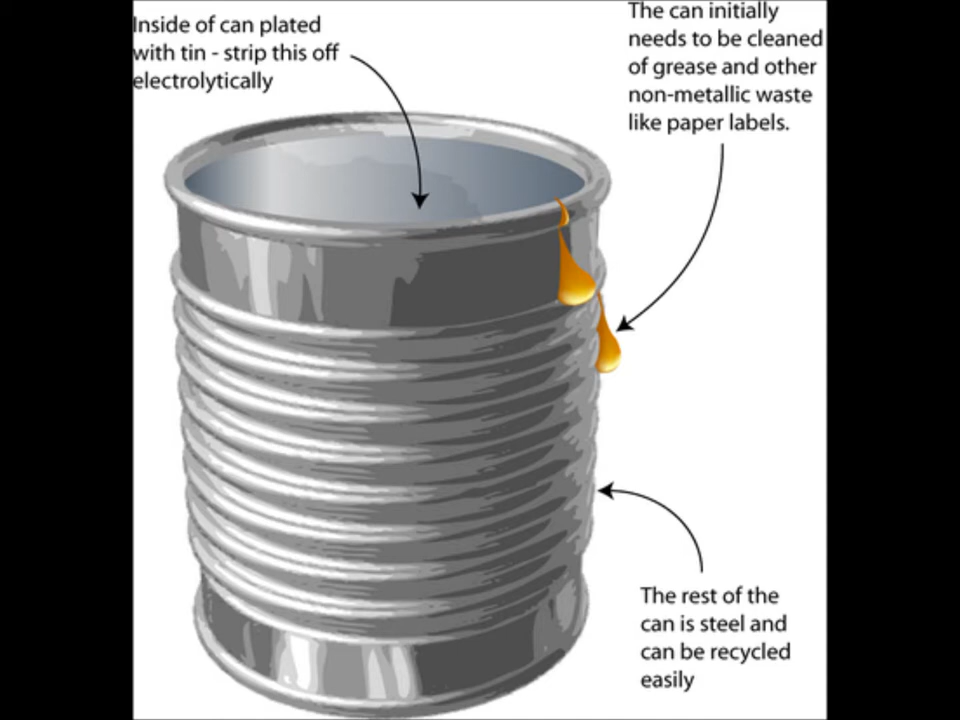 Inside of can plated
with tin - strip this off
electrolytically
The can initially
needs to be cleaned
of grease and other
non-metallic waste
like paper labels.
The rest of the
can is steel and
can be recycled
easily